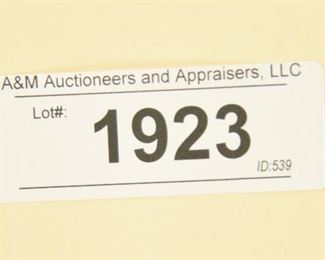 A&M Auctioneers and Appraisers, LLC
Lot#:
1923
ID:539